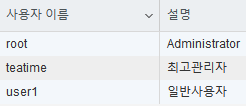 사용자 이름 설명
root Administrator
teatime 최고관리자
user1 일반사용자